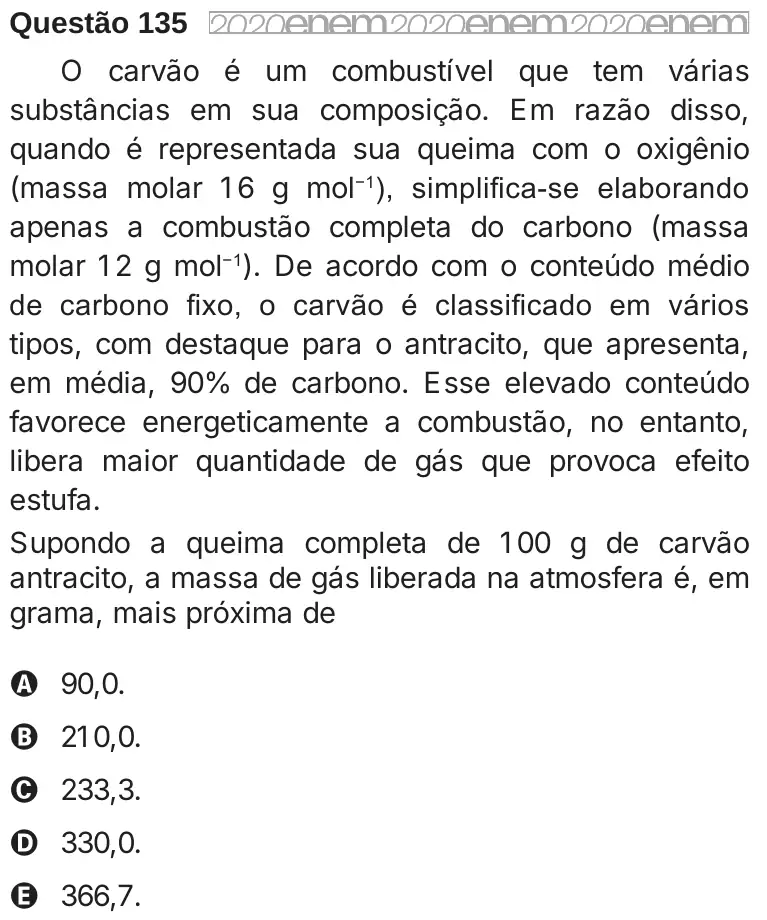 Questão 135 2020enem2020enem2020enem
O carvão é um combustível que tem várias
substâncias em sua composição. Em razão disso,
quando é representada sua queima com o oxigênio
(massa molar 16 g mol⁻¹), simplifica-se elaborando
apenas a combustão completa do carbono (massa
molar 12 g mol⁻¹). De acordo com o conteúdo médio
de carbono fixo, o carvão é classificado em vários
tipos, com destaque para o antracito, que apresenta,
em média, 90% de carbono. Esse elevado conteúdo
favorece energeticamente a combustão, no entanto,
libera maior quantidade de gás que provoca efeito
estufa.
Supondo a queima completa de 100 g de carvão
antracito, a massa de gás liberada na atmosfera é, em
grama, mais próxima de
A 90,0.
B 210,0.
C 233,3.
D 330,0.
E 366,7.